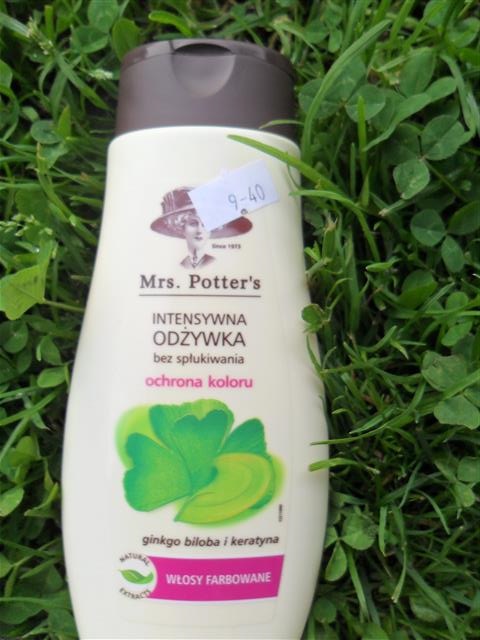 9-40
Since 1973
Mrs. Potter's
INTENSYWNA
ODŻYWKA
bez spłukiwania
ochrona koloru
ginkgo biloba i keratyna
NATURAL
EXTRACTS
WŁOSY FARBOWANE